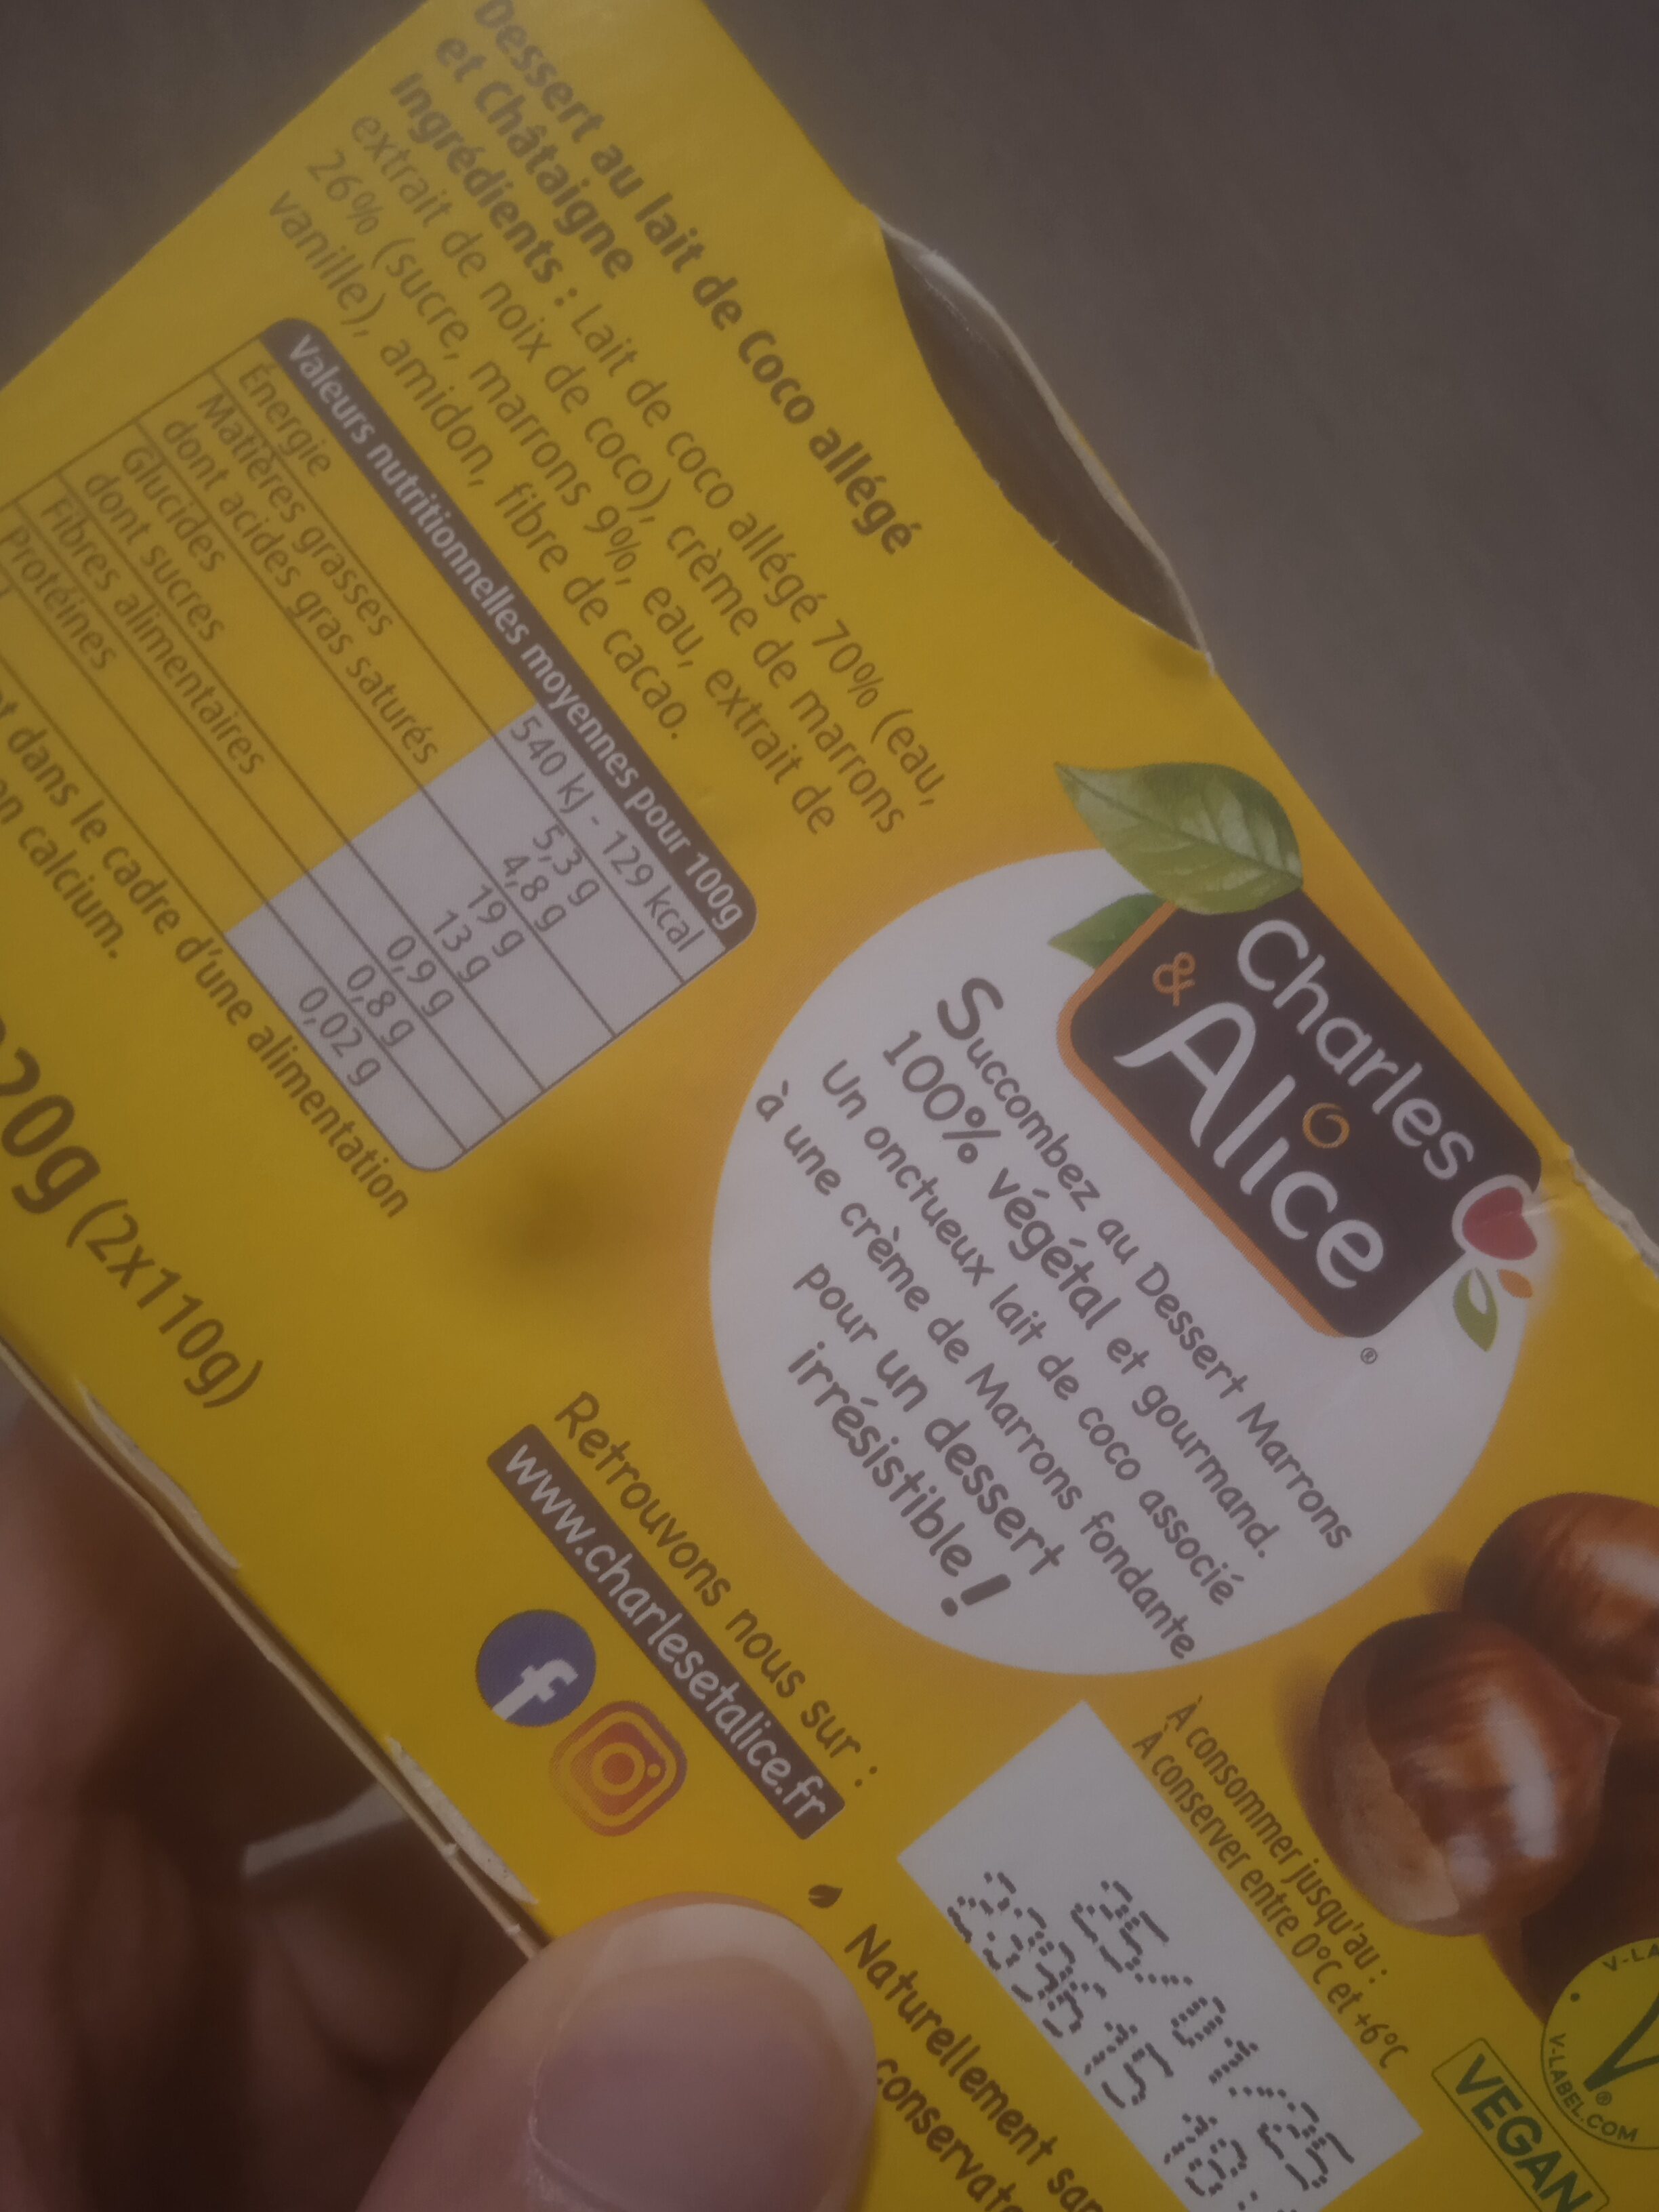 Dessert au lait de Coco allégé
et Châtaigne
Ingrédients : Lait de coco allégé 70% (eau,
extrait de noix de coco), crème de marrons
26% (sucre, marrons 9%, eau, extrait de
vanille), amidon, fibre de cacao.
Valeurs nutritionnelles moyennes pour 100g
Énergie 540 kJ - 129 kcal
Matières grasses 5,3 g
dont acides gras saturés 4,8 g
Glucides 19 g
dont sucres 13 g
Fibres alimentaires 0,9 g
Protéines 0,8 g
0,02 g
dans le cadre d'une alimentation
calcium.
(2x110g)
Charles
& Alice ®
Succombez au Dessert Marrons
100% végétal et gourmand.
Un onctueux lait de coco associé
à une crème de Marrons fondante
pour un dessert
irrésistible !
Retrouvons nous sur :
www.charlesetalice.fr
f
À consommer jusqu'au :
À conserver entre 0°C et +6°C
25/01/25
Naturellement
V-LABEL.COM
V ®
VEGAN